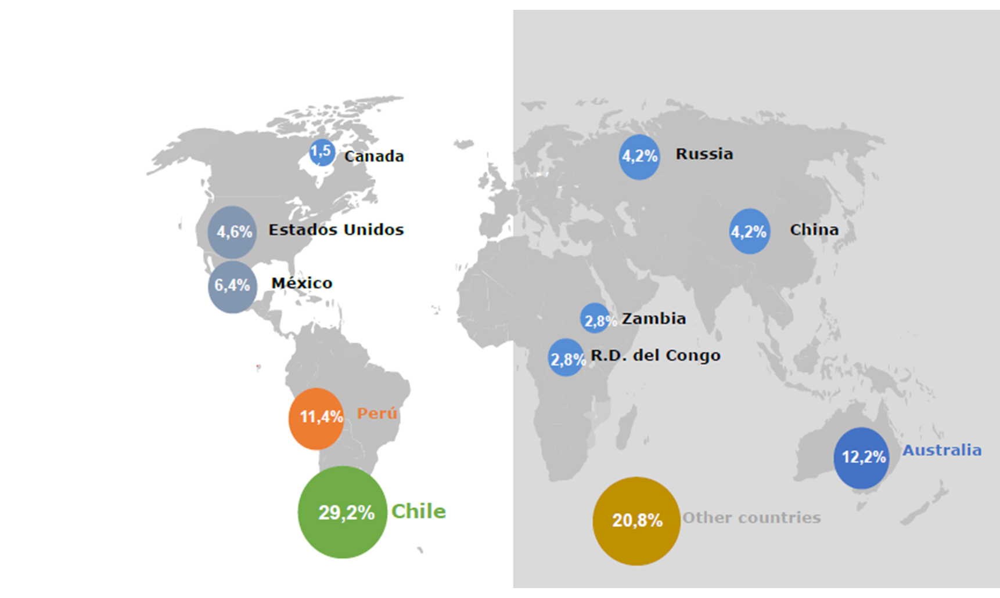 1,5
Canada
4,2%
Russia
4,6%
Estados Unidos
4,2%
China
6,4%
México
2,8%
Zambia
2,8%
R.D. del Congo
11,4%
Perú
12,2%
Australia
29,2%
Chile
20,8%
Other countries